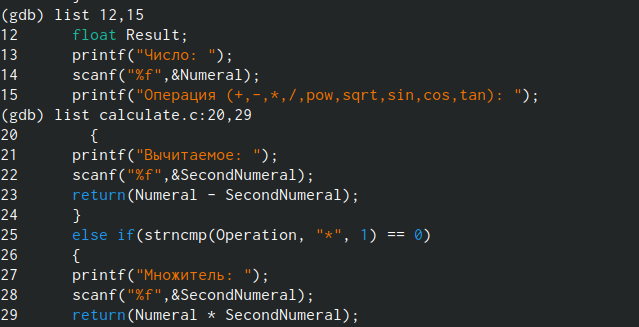 (gdb) list 12,15
12      float Result;
13      printf("Число: ");
14      scanf("%f",&Numeral);
15      printf("Операция (+,-,*,/,pow,sqrt,sin,cos,tan): ");
(gdb) list calculate.c:20,29
20        {
21      printf("Вычитаемое: ");
22      scanf("%f",&SecondNumeral);
23      return(Numeral - SecondNumeral);
24      }
25      else if(strncmp(Operation, "*", 1) == 0)
26      {
27      printf("Множитель: ");
28      scanf("%f",&SecondNumeral);
29      return(Numeral * SecondNumeral);